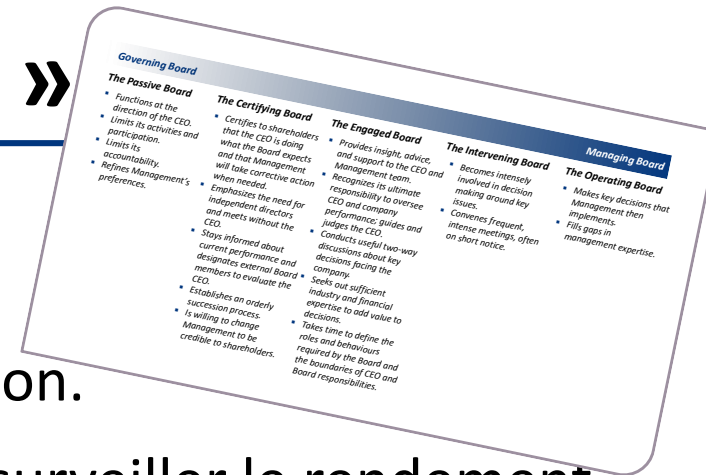 »
Governing Board
Managing Board
The Passive Board
Functions at the
direction of the CEO.
Limits its activities and
participation.
Limits its
accountability.
Refines Management's
preferences.
The Certifying Board
Certifies to shareholders
that the CEO is doing
what the Board expects
and that Management
will take corrective action
when needed.
Emphasizes the need for
independent directors
and meets without the
CEO.
Stays informed about
current performance and
designates external Board
members to evaluate the
CEO.
Establishes an orderly
succession process.
Is willing to change
Management to be
credible to shareholders.
The Engaged Board
Provides insight, advice,
and support to the CEO and
Management team.
Recognizes its ultimate
responsibility to oversee
CEO and company
performance; guides and
judges the CEO.
Conducts useful two-way
discussions about key
decisions facing the
company.
Seeks out sufficient
industry and financial
expertise to add value to
decisions.
Takes time to define the
roles and behaviours
required by the Board and
the boundaries of CEO and
Board responsibilities.
The Intervening Board
Becomes intensely
involved in decision
making around key
issues.
Convenes frequent,
intense meetings, often
on short notice.
The Operating Board
Makes key decisions that
Management then
implements.
Fills gaps in
management expertise.
on.
surveiller le rendement